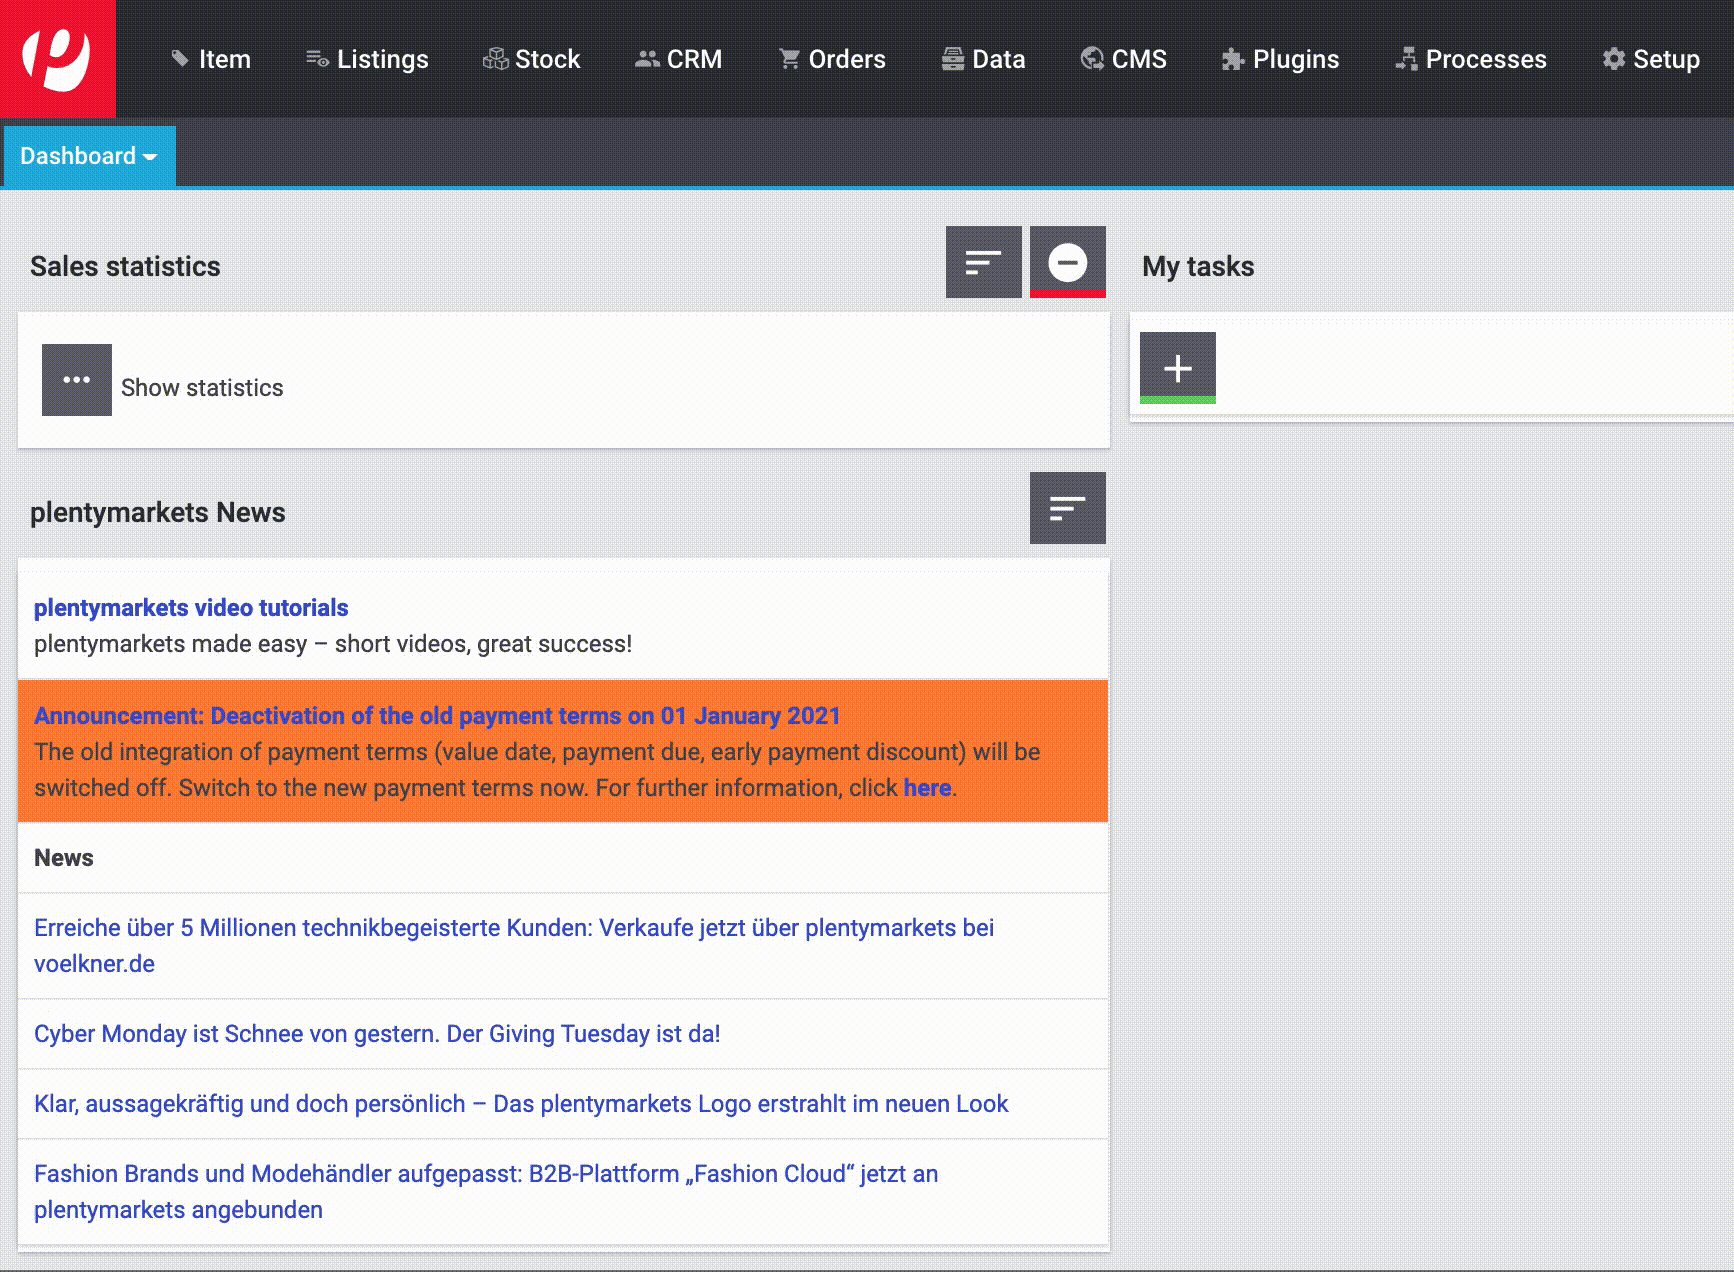 Item Listings Stock CRM Orders Data CMS Plugins Processes Setup
Dashboard
Sales statistics
Show statistics
My tasks
plentymarkets News
plentymarkets video tutorials
plentymarkets made easy – short videos, great success!
Announcement: Deactivation of the old payment terms on 01 January 2021
The old integration of payment terms (value date, payment due, early payment discount) will be
switched off. Switch to the new payment terms now. For further information, click here.
News
Erreiche über 5 Millionen technikbegeisterte Kunden: Verkaufe jetzt über plentymarkets bei
voelkner.de
Cyber Monday ist Schnee von gestern. Der Giving Tuesday ist da!
Klar, aussagekräftig und doch persönlich – Das plentymarkets Logo erstrahlt im neuen Look
Fashion Brands und Modehändler aufgepasst: B2B-Plattform „Fashion Cloud“ jetzt an
plentymarkets angebunden